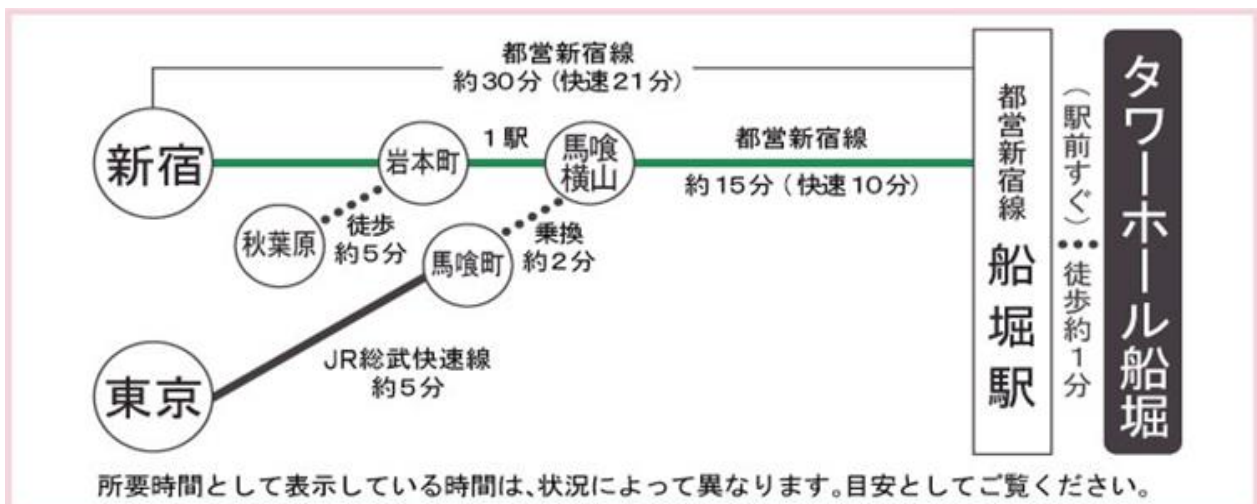 都営新宿線
約30分（快速21分）
新宿
岩本町
1駅
馬喰
横山
都営新宿線
約15分（快速10分）
秋葉原
徒歩
約5分
馬喰町
乗換
約2分
東京
JR総武快速線
約5分
都営新宿線 船堀駅
（駅前すぐ）
徒歩約1分
タワーホール船堀
所要時間として表示している時間は、状況によって異なります。目安としてご覧ください。